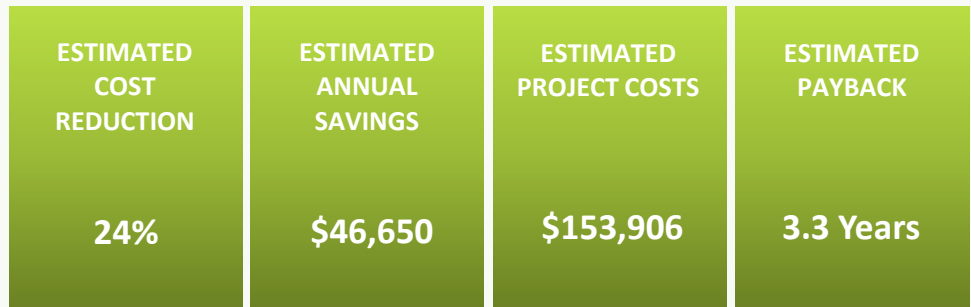 ESTIMATED
COST
REDUCTION
24%
ESTIMATED
ANNUAL
SAVINGS
$46,650
ESTIMATED
PROJECT COSTS
$153,906
ESTIMATED
PAYBACK
3.3 Years